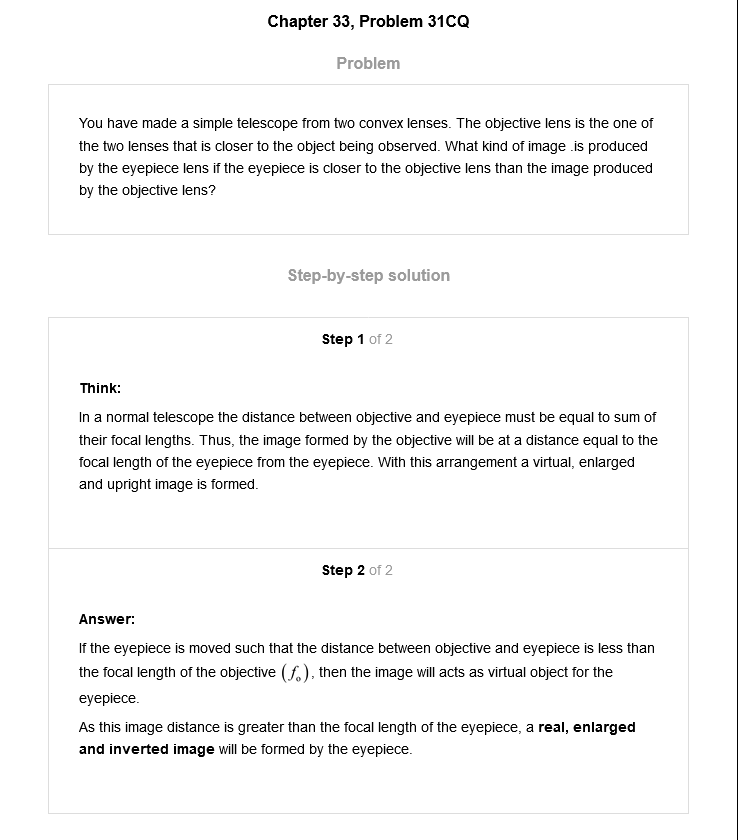 Chapter 33, Problem 31CQ
Problem
You have made a simple telescope from two convex lenses. The objective lens is the one of
the two lenses that is closer to the object being observed. What kind of image .is produced
by the eyepiece lens if the eyepiece is closer to the objective lens than the image produced
by the objective lens?
Step-by-step solution
Step 1 of 2
Think:
In a normal telescope the distance between objective and eyepiece must be equal to sum of
their focal lengths. Thus, the image formed by the objective will be at a distance equal to the
focal length of the eyepiece from the eyepiece. With this arrangement a virtual, enlarged
and upright image is formed.
Step 2 of 2
Answer:
If the eyepiece is moved such that the distance between objective and eyepiece is less than
the focal length of the objective (fₒ), then the image will acts as virtual object for the
eyepiece.
As this image distance is greater than the focal length of the eyepiece, a real, enlarged
and inverted image will be formed by the eyepiece.